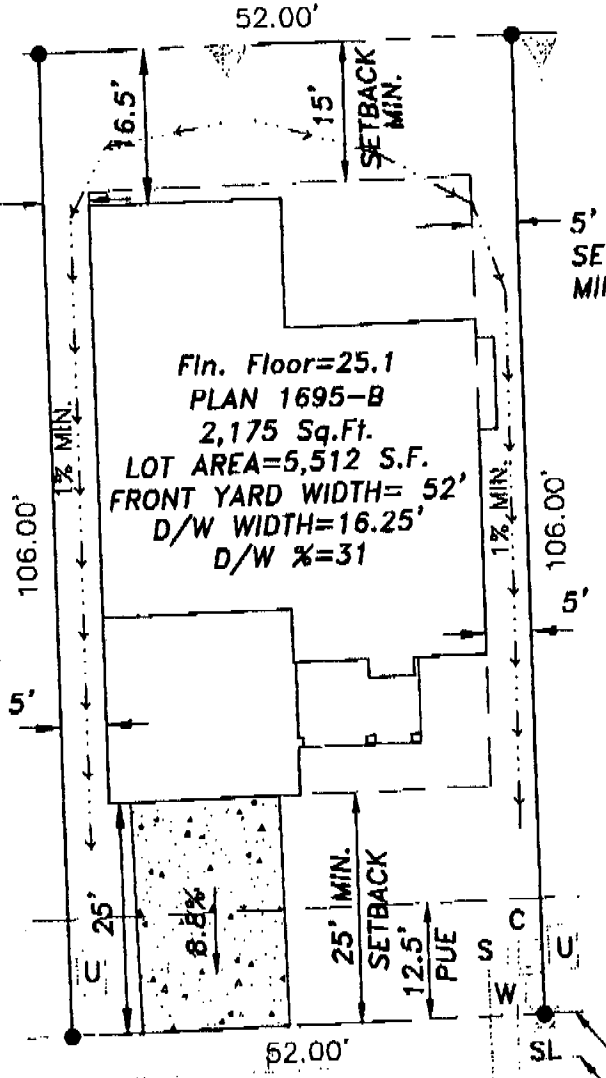 52.00'
16.5'
15'
SETBACK
MIN.
5'
SE
MI
Fin. Floor=25.1
PLAN 1695-B
2,175 Sq.Ft.
LOT AREA=5,512 S.F.
FRONT YARD WIDTH= 52'
D/W WIDTH=16.25'
D/W %=31
1% MIN.
1% MIN.
106.00'
106.00'
5'
5'
25'
8.8%
25' MIN.
SETBACK
12.5'
PUE
S
C
U
U
W
52.00'
SL